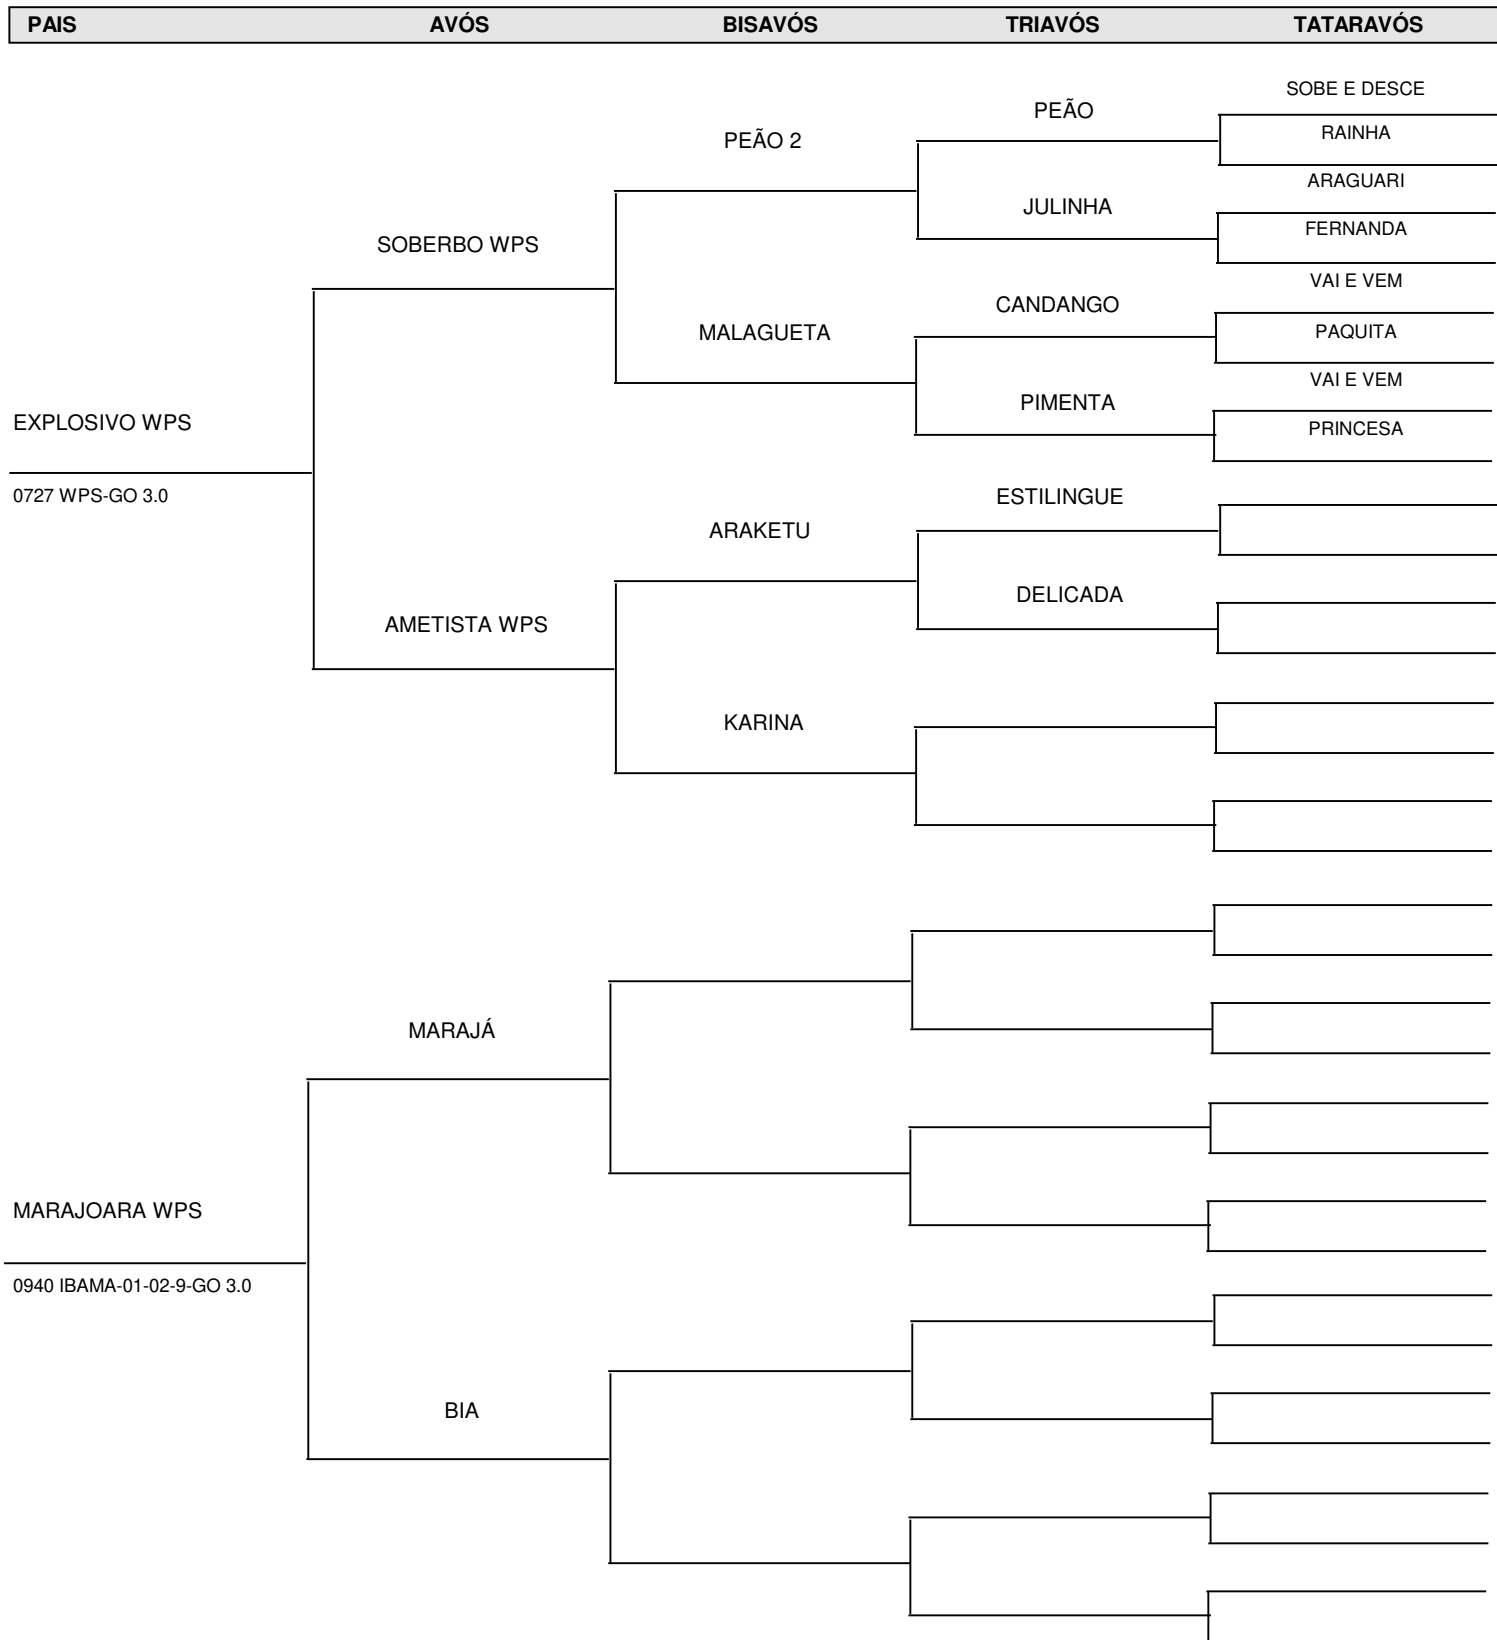 PAIS AVÓS BISAVÓS TRIAVÓS TATARAVÓS
SOBE E DESCE
PEÃO
RAINHA
PEÃO 2
ARAGUARI
JULINHA
FERNANDA
SOBERBO WPS
VAI E VEM
CANDANGO
PAQUITA
MALAGUETA
VAI E VEM
PIMENTA
EXPLOSIVO WPS
PRINCESA
0727 WPS-GO 3.0
ESTILINGUE
ARAKETU
DELICADA
AMETISTA WPS
KARINA
MARAJÁ
MARAJOARA WPS
0940 IBAMA-01-02-9-GO 3.0
BIA